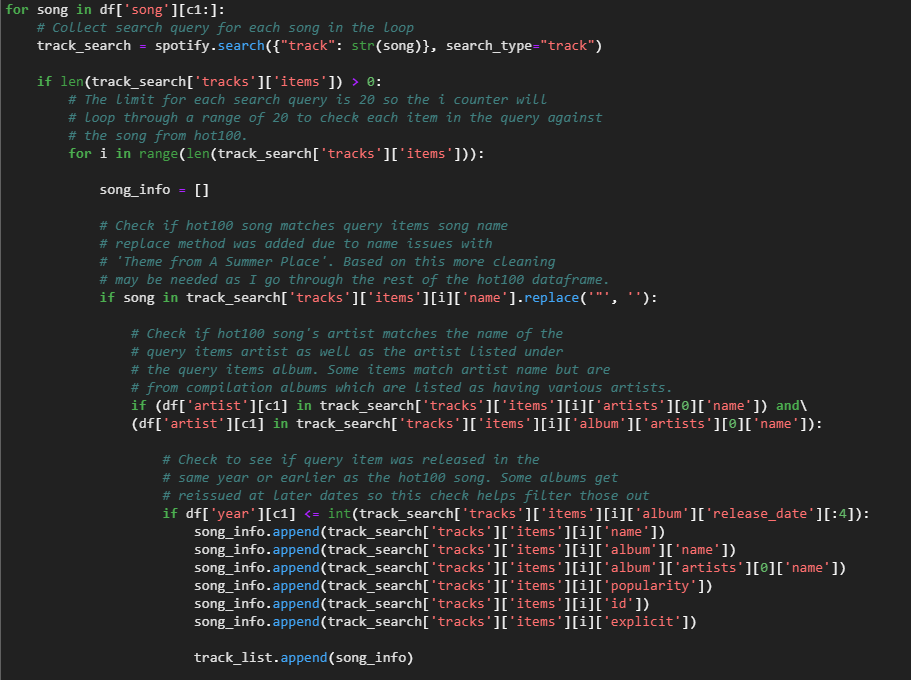 for song in df['song'][c1:]:
# Collect search query for each song in the loop
track_search = spotify.search({"track": str(song)}, search_type="track")
if len(track_search['tracks']['items']) > 0:
# The limit for each search query is 20 so the i counter will
# loop through a range of 20 to check each item in the query against
# the song from hot100.
for i in range(len(track_search['tracks']['items'])):
song_info = []
# Check if hot100 song matches query items song name
# replace method was added due to name issues with
# 'Theme from A Summer Place'. Based on this more cleaning
# may be needed as I go through the rest of the hot100 dataframe.
if song in track_search['tracks']['items'][i]['name'].replace('"', ''):
# Check if hot100 song's artist matches the name of the
# query items artist as well as the artist listed under
# the query items album. Some items match artist name but are
# from compilation albums which are listed as having various artists.
if (df['artist'][c1] in track_search['tracks']['items'][i]['artists'][0]['name']) and\
(df['artist'][c1] in track_search['tracks']['items'][i]['album']['artists'][0]['name']):
# Check to see if query item was released in the
# same year or earlier as the hot100 song. Some albums get
# reissued at later dates so this check helps filter those out
if df['year'][c1] <= int(track_search['tracks']['items'][i]['album']['release_date'][:4]):
song_info.append(track_search['tracks']['items'][i]['name'])
song_info.append(track_search['tracks']['items'][i]['album']['name'])
song_info.append(track_search['tracks']['items'][i]['album']['artists'][0]['name'])
song_info.append(track_search['tracks']['items'][i]['popularity'])
song_info.append(track_search['tracks']['items'][i]['id'])
song_info.append(track_search['tracks']['items'][i]['explicit'])
track_list.append(song_info)